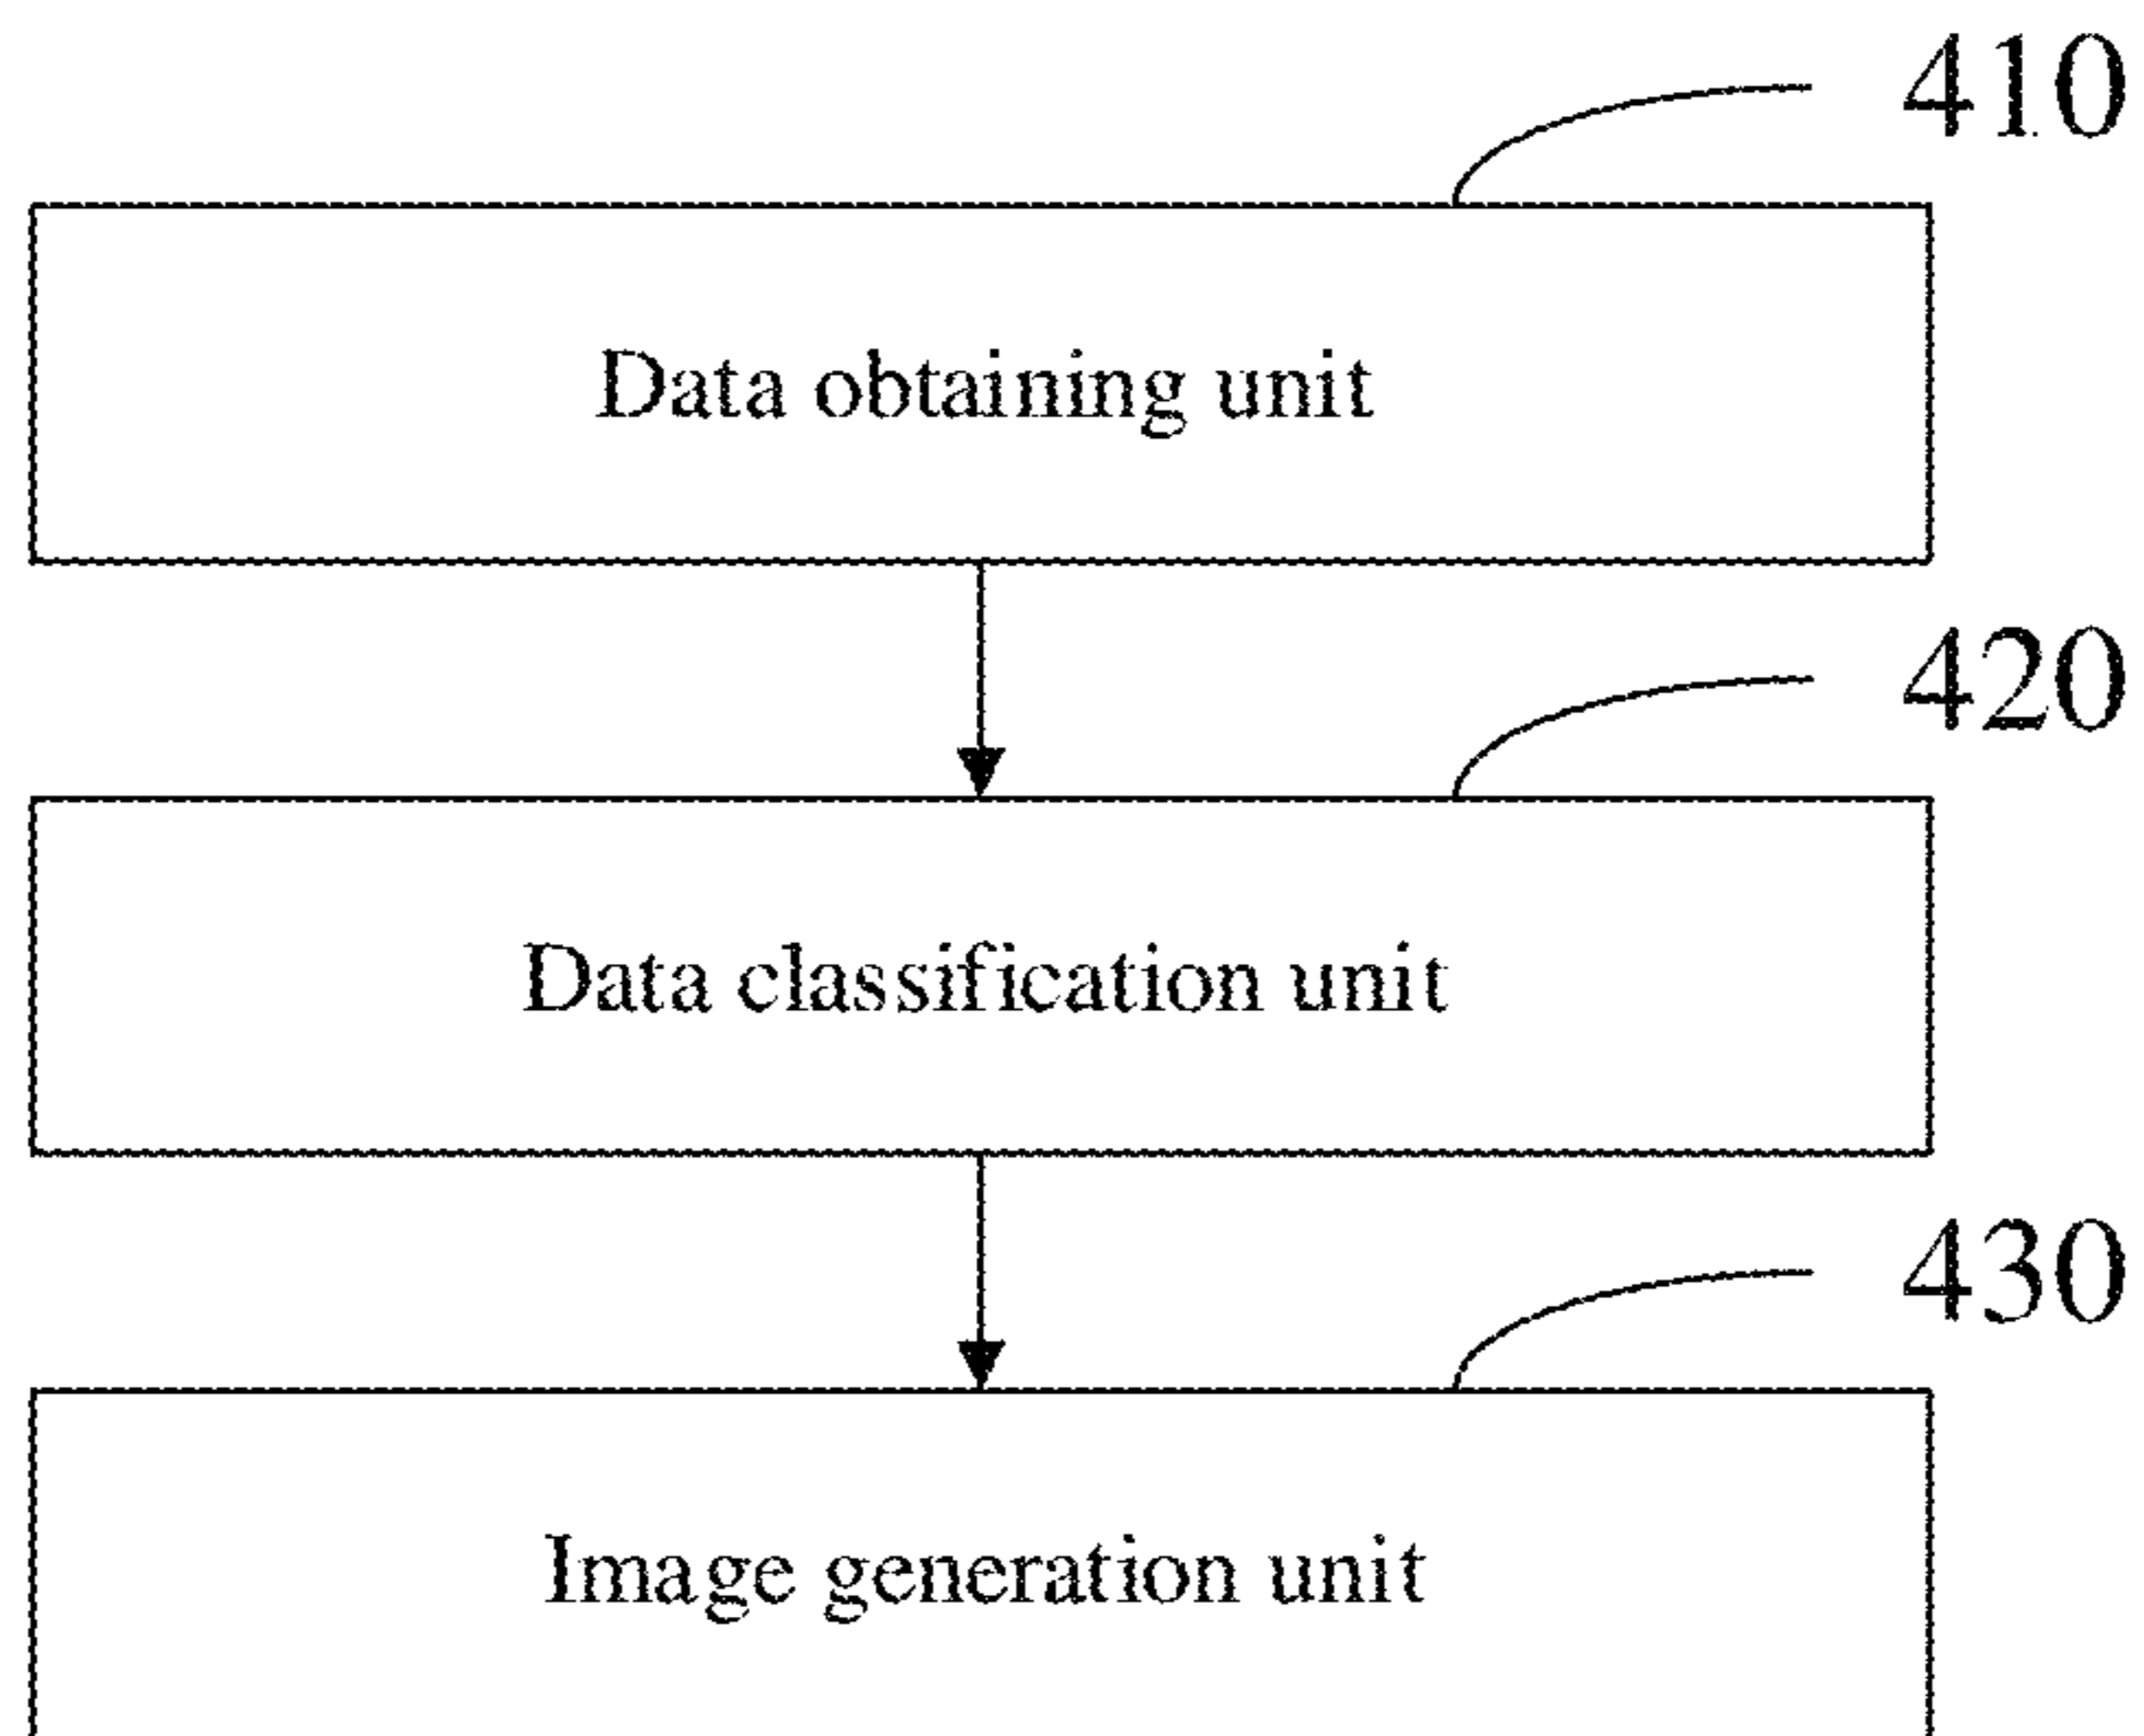 410
Data obtaining unit
420
Data classification unit
430
Image generation unit